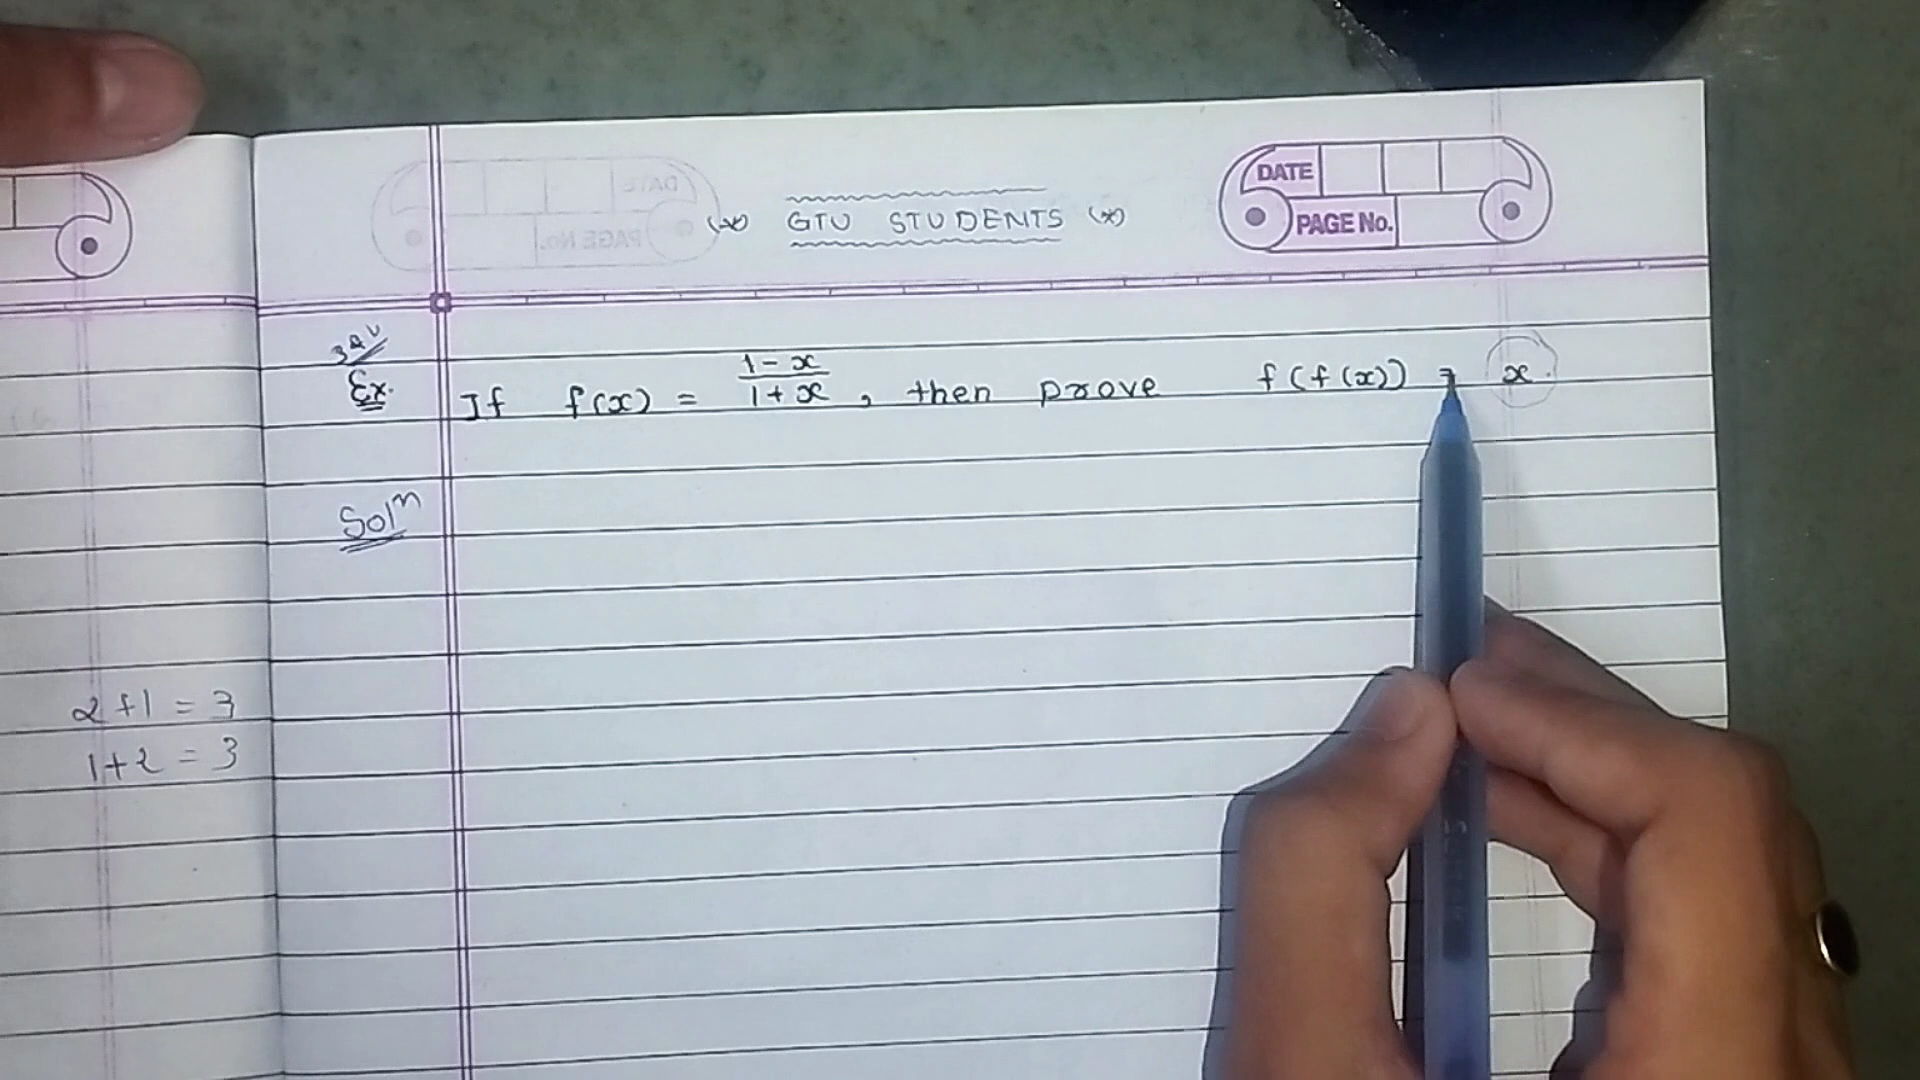 DATE
(*) GTU STUDENTS (*)
PAGE No.
Ex. If f(x) = 1-x / 1+x , then prove f(f(x)) = x.
Solⁿ
2+1 = 3
1+2 = 3